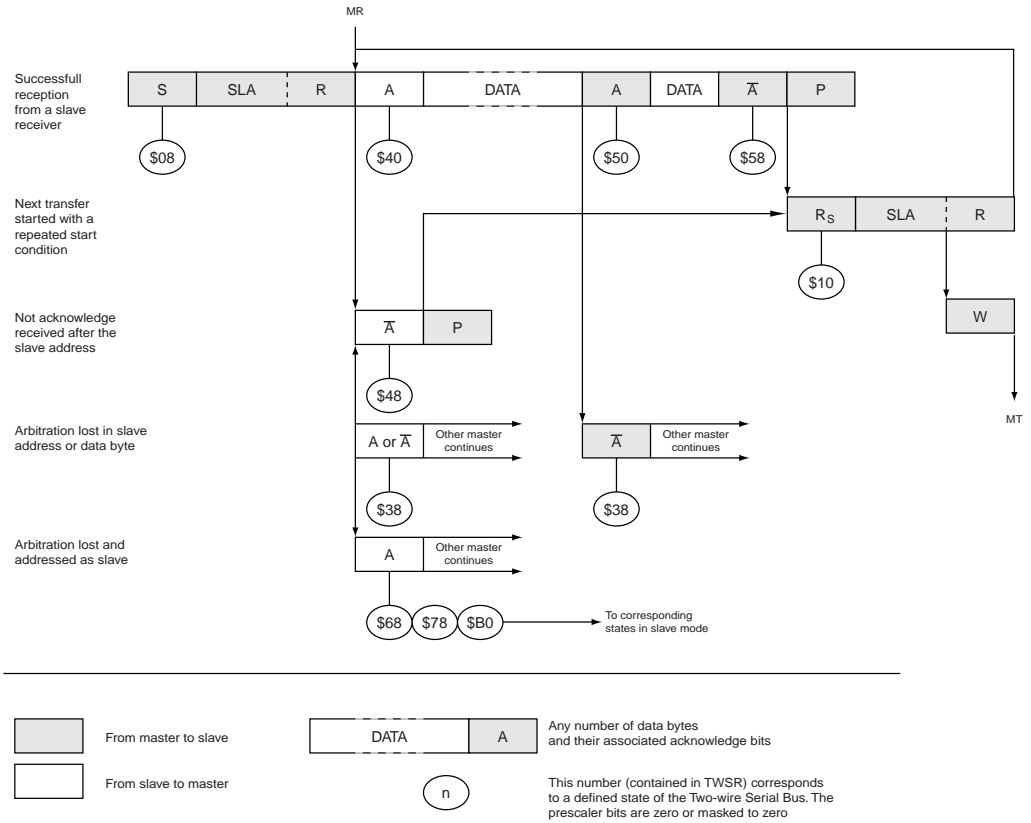 MR
Successfull
reception
from a slave
receiver
S SLA R A DATA A DATA A̅ P
$08 $40 $50 $58
Next transfer
started with a
repeated start
condition
RS SLA R
$10
W
MT
Not acknowledge
received after the
slave address
A̅ P
$48
Arbitration lost in slave
address or data byte
A or A̅ Other master
continues
A̅ Other master
continues
$38 $38
Arbitration lost and
addressed as slave
A Other master
continues
$68 $78 $B0 To corresponding
states in slave mode
From master to slave
From slave to master
DATA A
Any number of data bytes
and their associated acknowledge bits
n
This number (contained in TWSR) corresponds
to a defined state of the Two-wire Serial Bus. The
prescaler bits are zero or masked to zero